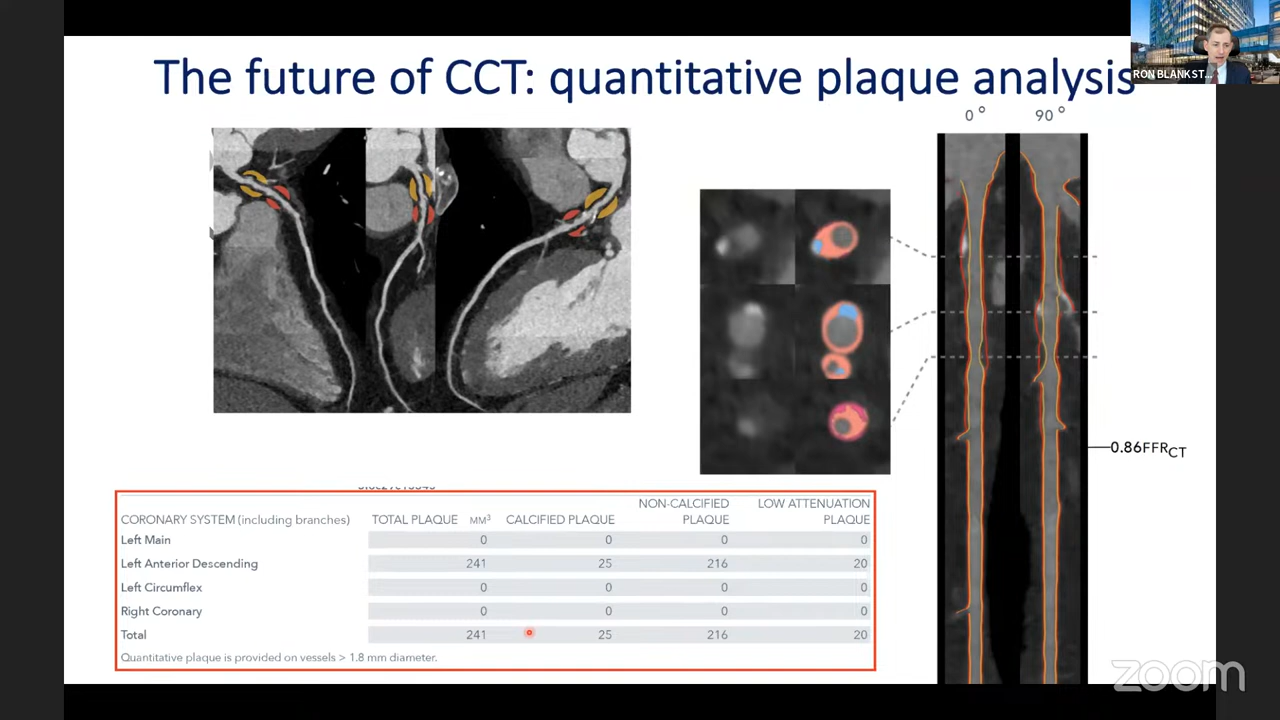 The future of CCT: quantitative plaque analysis
RON BLANKST...
0° 90°
0.86FFRCT
CORONARY SYSTEM (including branches) TOTAL PLAQUE MM³ CALCIFIED PLAQUE NON-CALCIFIED PLAQUE LOW ATTENUATION PLAQUE
Left Main 0 0 0 0
Left Anterior Descending 241 25 216 20
Left Circumflex 0 0 0 0
Right Coronary 0 0 0 0
Total 241 25 216 20
Quantitative plaque is provided on vessels > 1.8 mm diameter.
zoom